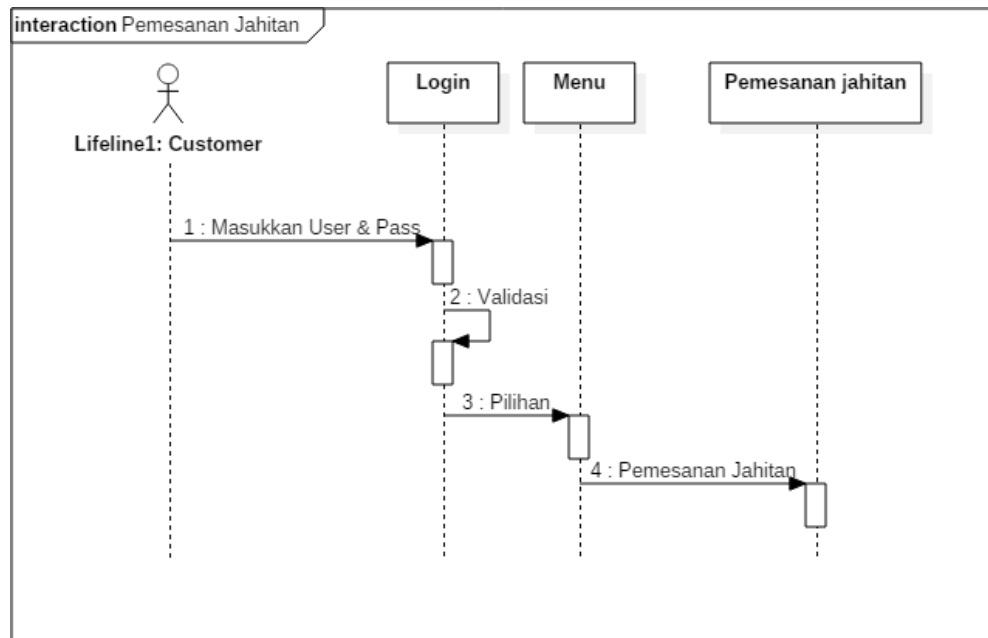 interaction Pemesanan Jahitan
Login
Menu
Pemesanan jahitan
Lifeline1: Customer
1 : Masukkan User & Pass
2 : Validasi
3 : Pilihan
4 : Pemesanan Jahitan